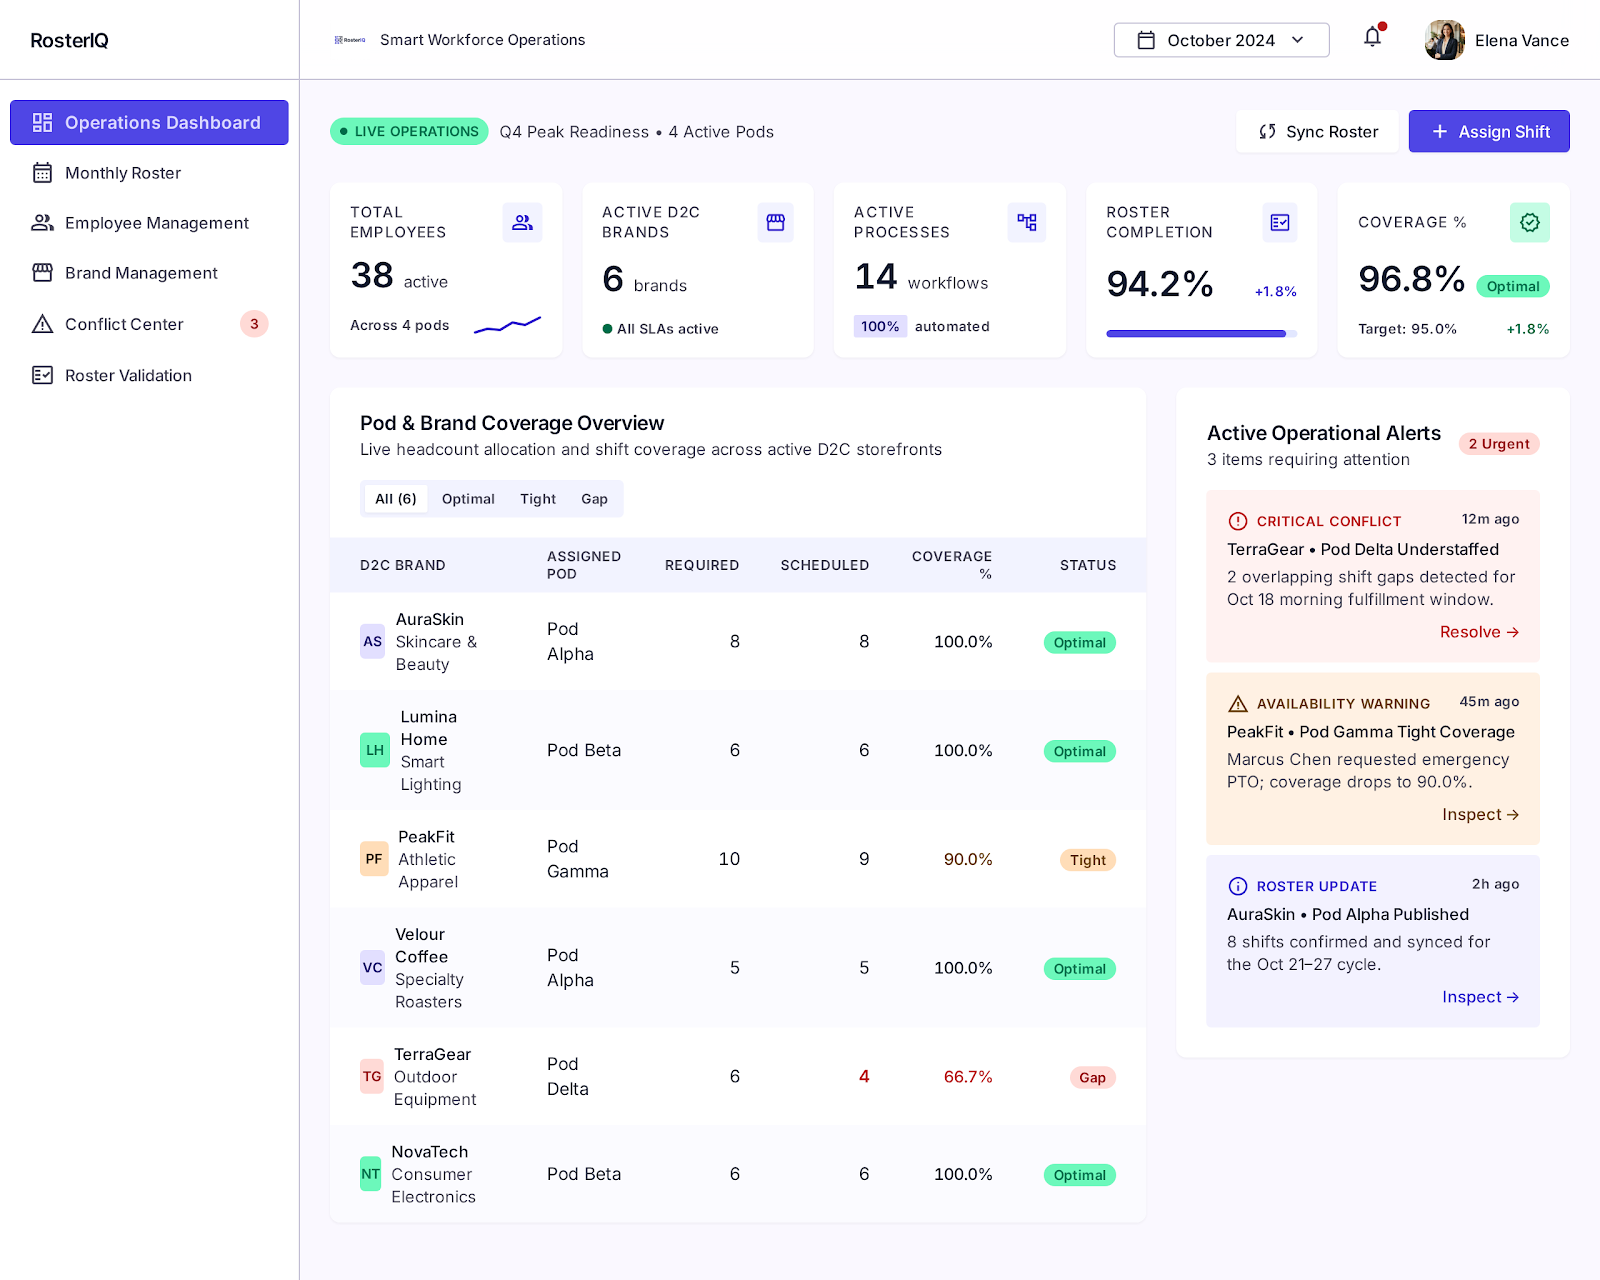 RosterIQ
RosterIQ
Smart Workforce Operations
October 2024
Elena Vance
Operations Dashboard
Monthly Roster
Employee Management
Brand Management
Conflict Center
3
Roster Validation
LIVE OPERATIONS
Q4 Peak Readiness • 4 Active Pods
Sync Roster
Assign Shift
TOTAL
EMPLOYEES
38 active
Across 4 pods
ACTIVE D2C
BRANDS
6 brands
All SLAs active
ACTIVE
PROCESSES
14 workflows
100% automated
ROSTER
COMPLETION
94.2%
+1.8%
COVERAGE %
96.8%
Optimal
Target: 95.0%
+1.8%
Pod & Brand Coverage Overview
Live headcount allocation and shift coverage across active D2C storefronts
All (6) Optimal Tight Gap
D2C BRAND
ASSIGNED
POD
REQUIRED
SCHEDULED
COVERAGE
%
STATUS
AS
AuraSkin
Skincare &
Beauty
Pod
Alpha
8
8
100.0%
Optimal
LH
Lumina
Home
Smart
Lighting
Pod Beta
6
6
100.0%
Optimal
PF
PeakFit
Athletic
Apparel
Pod
Gamma
10
9
90.0%
Tight
VC
Velour
Coffee
Specialty
Roasters
Pod
Alpha
5
5
100.0%
Optimal
TG
TerraGear
Outdoor
Equipment
Pod
Delta
6
4
66.7%
Gap
NT
NovaTech
Consumer
Electronics
Pod Beta
6
6
100.0%
Optimal
Active Operational Alerts
3 items requiring attention
2 Urgent
CRITICAL CONFLICT
12m ago
TerraGear • Pod Delta Understaffed
2 overlapping shift gaps detected for
Oct 18 morning fulfillment window.
Resolve →
AVAILABILITY WARNING
45m ago
PeakFit • Pod Gamma Tight Coverage
Marcus Chen requested emergency
PTO; coverage drops to 90.0%.
Inspect →
ROSTER UPDATE
2h ago
AuraSkin • Pod Alpha Published
8 shifts confirmed and synced for
the Oct 21–27 cycle.
Inspect →